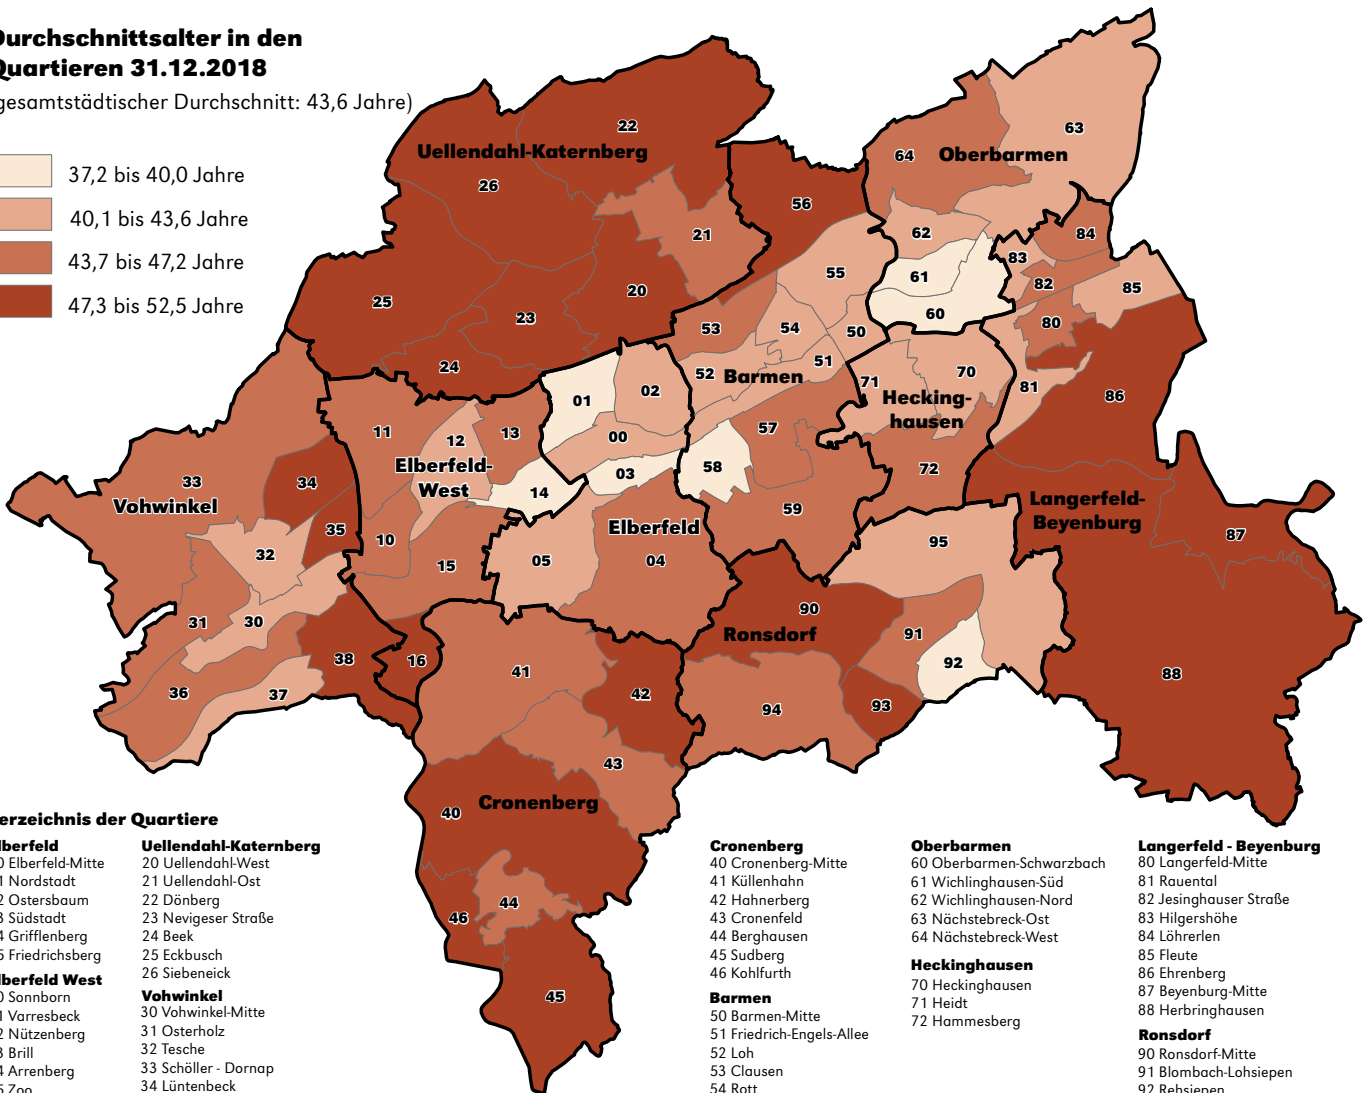 Durchschnittsalter in den
Quartieren 31.12.2018
gesamtstädtischer Durchschnitt: 43,6 Jahre)
37,2 bis 40,0 Jahre
40,1 bis 43,6 Jahre
43,7 bis 47,2 Jahre
47,3 bis 52,5 Jahre
22
63
Uellendahl-Katernberg
64
Oberbarmen
26
56
21
62
84
83
55
61
82
85
25
20
60
23
53
54
50
80
24
52
51
Barmen
71
70
81
86
01
02
Hecking-
hausen
11
12
13
00
57
Elberfeld-
West
58
03
72
33
34
14
Vohwinkel
59
Langerfeld-
Beyenburg
35
Elberfeld
87
32
10
95
15
05
04
31
30
90
Ronsdorf
91
38
16
92
41
88
36
37
42
94
93
43
Cronenberg
40
44
46
45
erzeichnis der Quartiere
lberfeld
0 Elberfeld-Mitte
1 Nordstadt
2 Ostersbaum
3 Südstadt
4 Grifflenberg
5 Friedrichsberg
lberfeld West
0 Sonnborn
1 Varresbeck
2 Nützenberg
3 Brill
4 Arrenberg
5 Zoo
Uellendahl-Katernberg
20 Uellendahl-West
21 Uellendahl-Ost
22 Dönberg
23 Nevigeser Straße
24 Beek
25 Eckbusch
26 Siebeneick
Vohwinkel
30 Vohwinkel-Mitte
31 Osterholz
32 Tesche
33 Schöller - Dornap
34 Lüntenbeck
Cronenberg
40 Cronenberg-Mitte
41 Küllenhahn
42 Hahnerberg
43 Cronenfeld
44 Berghausen
45 Sudberg
46 Kohlfurth
Barmen
50 Barmen-Mitte
51 Friedrich-Engels-Allee
52 Loh
53 Clausen
54 Rott
Oberbarmen
60 Oberbarmen-Schwarzbach
61 Wichlinghausen-Süd
62 Wichlinghausen-Nord
63 Nächstebreck-Ost
64 Nächstebreck-West
Heckinghausen
70 Heckinghausen
71 Heidt
72 Hammesberg
Langerfeld - Beyenburg
80 Langerfeld-Mitte
81 Rauental
82 Jesinghauser Straße
83 Hilgershöhe
84 Löhrerlen
85 Fleute
86 Ehrenberg
87 Beyenburg-Mitte
88 Herbringhausen
Ronsdorf
90 Ronsdorf-Mitte
91 Blombach-Lohsiepen
92 Rehsiepen